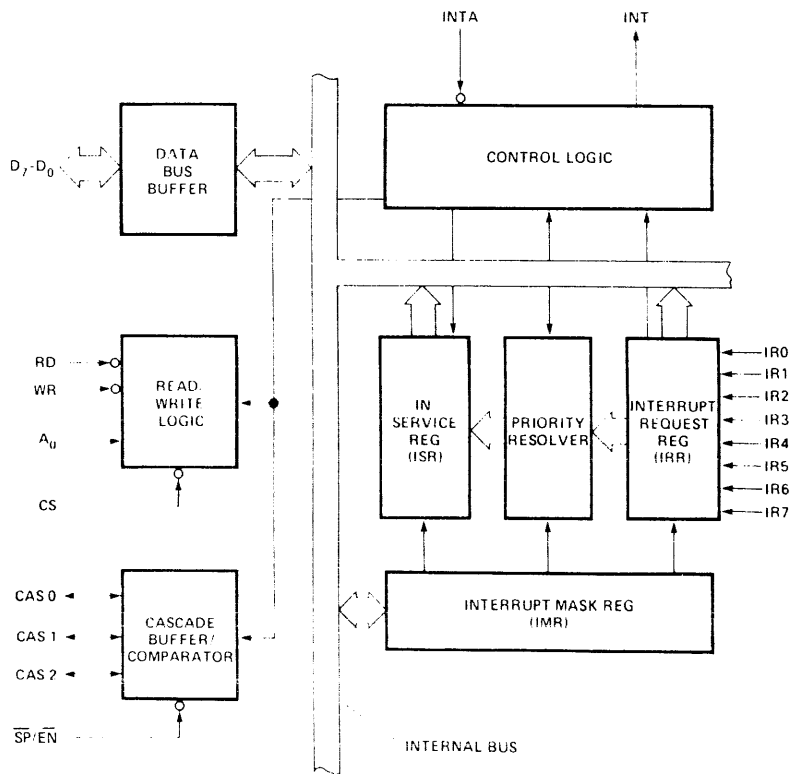 INTA
INT
D7-D0
DATA
BUS
BUFFER
CONTROL LOGIC
RD
WR
A0
CS
READ/
WRITE
LOGIC
IN
SERVICE
REG
(ISR)
PRIORITY
RESOLVER
INTERRUPT
REQUEST
REG
(IRR)
IR0
IR1
IR2
IR3
IR4
IR5
IR6
IR7
CAS 0
CAS 1
CAS 2
SP/EN
CASCADE
BUFFER/
COMPARATOR
INTERRUPT MASK REG
(IMR)
INTERNAL BUS